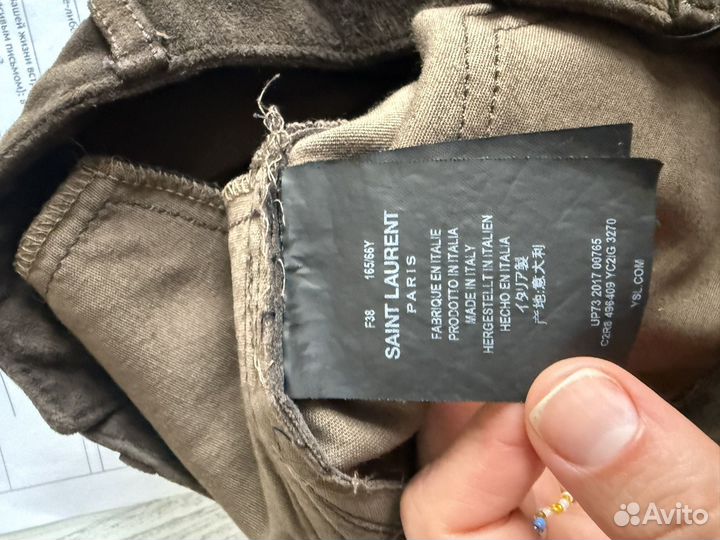 F38 165/66Y
SAINT LAURENT
PARIS
FABRIQUE EN ITALIE
PRODOTTO IN ITALIA
MADE IN ITALY
HERGESTELLT IN ITALIEN
HECHO EN ITALIA
イタリア製
产地:意大利
UP73 2017 00765
C2R8 496409 YC2IG 3270
YSL.COM
Avito